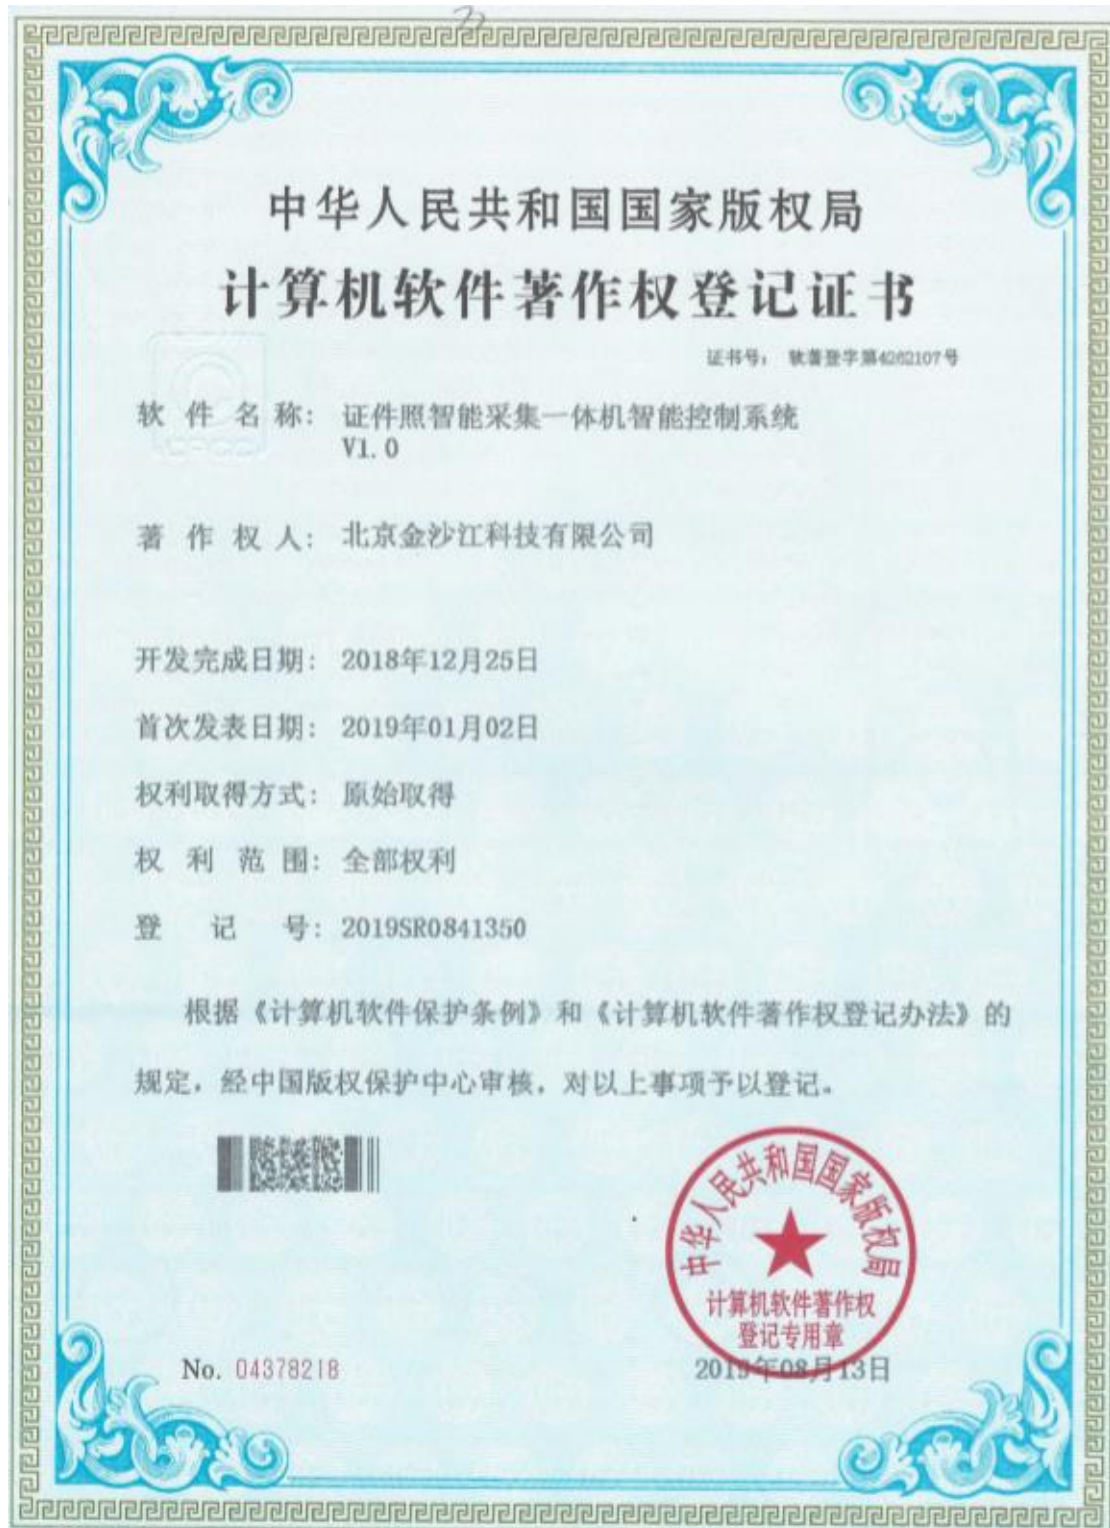 中华人民共和国国家版权局
计算机软件著作权登记证书
证书号： 软著登字第4262107号
软件名称： 证件照智能采集一体机智能控制系统
V1.0
著作权人： 北京金沙江科技有限公司
开发完成日期： 2018年12月25日
首次发表日期： 2019年01月02日
权利取得方式： 原始取得
权利范围： 全部权利
登记号： 2019SR0841350
根据《计算机软件保护条例》和《计算机软件著作权登记办法》的
规定，经中国版权保护中心审核，对以上事项予以登记。
中华人民共和国国家版权局
计算机软件著作权
登记专用章
No. 04378218
2019年08月13日